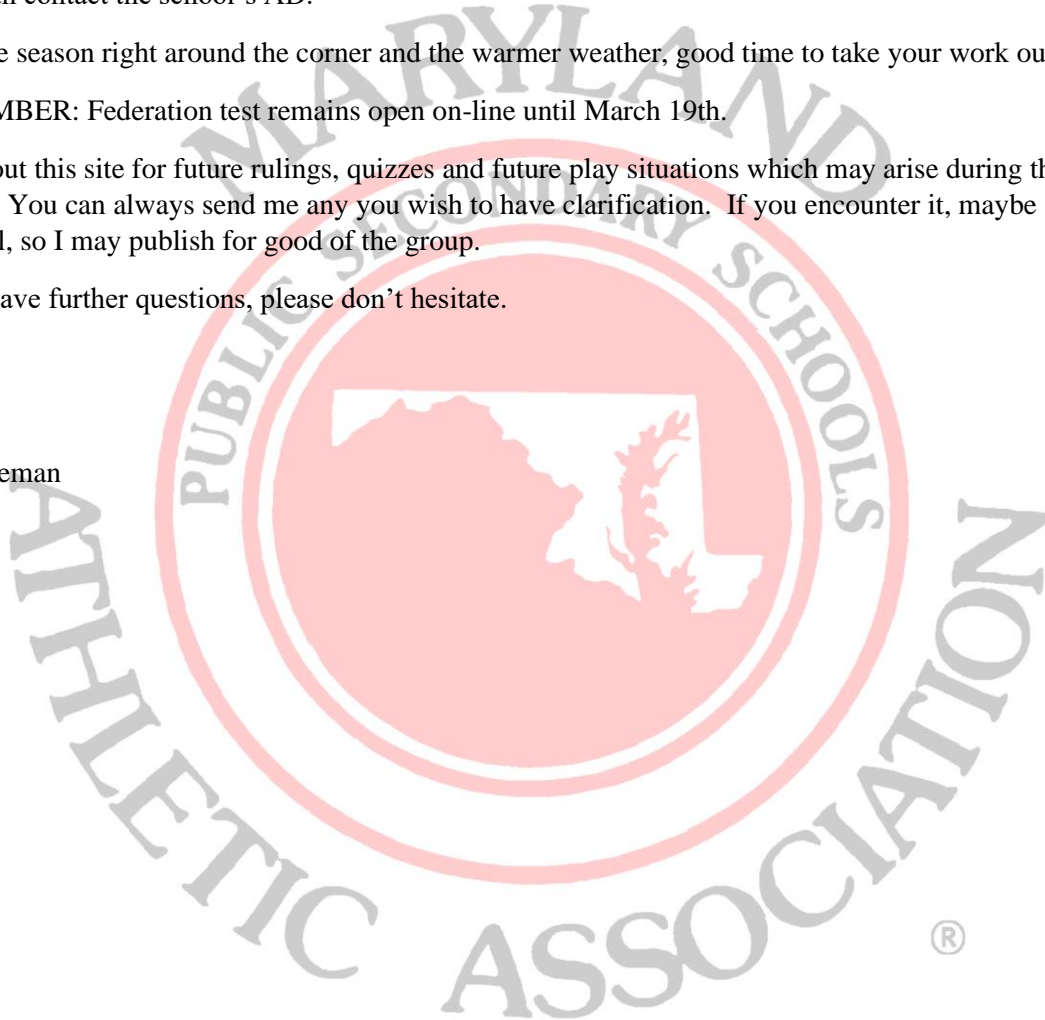 contact the school's AD.
e season right around the corner and the warmer weather, good time to take your work ou
MBER: Federation test remains open on-line until March 19th.
out this site for future rulings, quizzes and future play situations which may arise during th
. You can always send me any you wish to have clarification. If you encounter it, maybe
l, so I may publish for good of the group.
ave further questions, please don't hesitate.
eman
MARYLAND
PUBLIC SECONDARY SCHOOLS
ATHLETIC ASSOCIATION
®